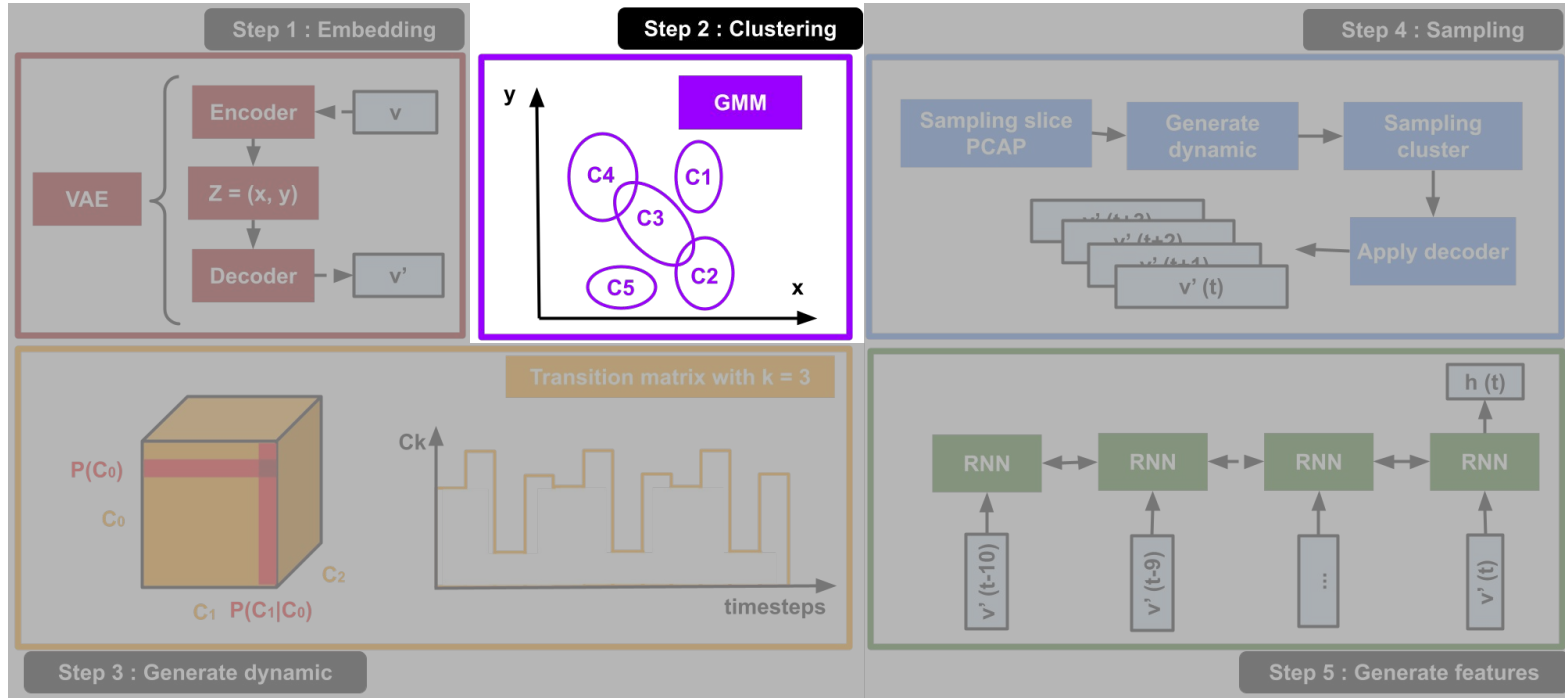 Step 1 : Embedding
VAE
Encoder
v
Z = (x, y)
Decoder
v’
Step 2 : Clustering
GMM
y
C4
C1
C3
C2
C5
x
Step 4 : Sampling
Sampling slice
PCAP
Generate
dynamic
Sampling
cluster
Apply decoder
v’ (t+2)
v’ (t+1)
v’ (t)
Transition matrix with k = 3
P(C₀)
C₀
C₂
C₁
P(C₁|C₀)
Ck
timesteps
Step 3 : Generate dynamic
h (t)
RNN
RNN
RNN
RNN
v’ (t-10)
v’ (t-9)
...
v’ (t)
Step 5 : Generate features